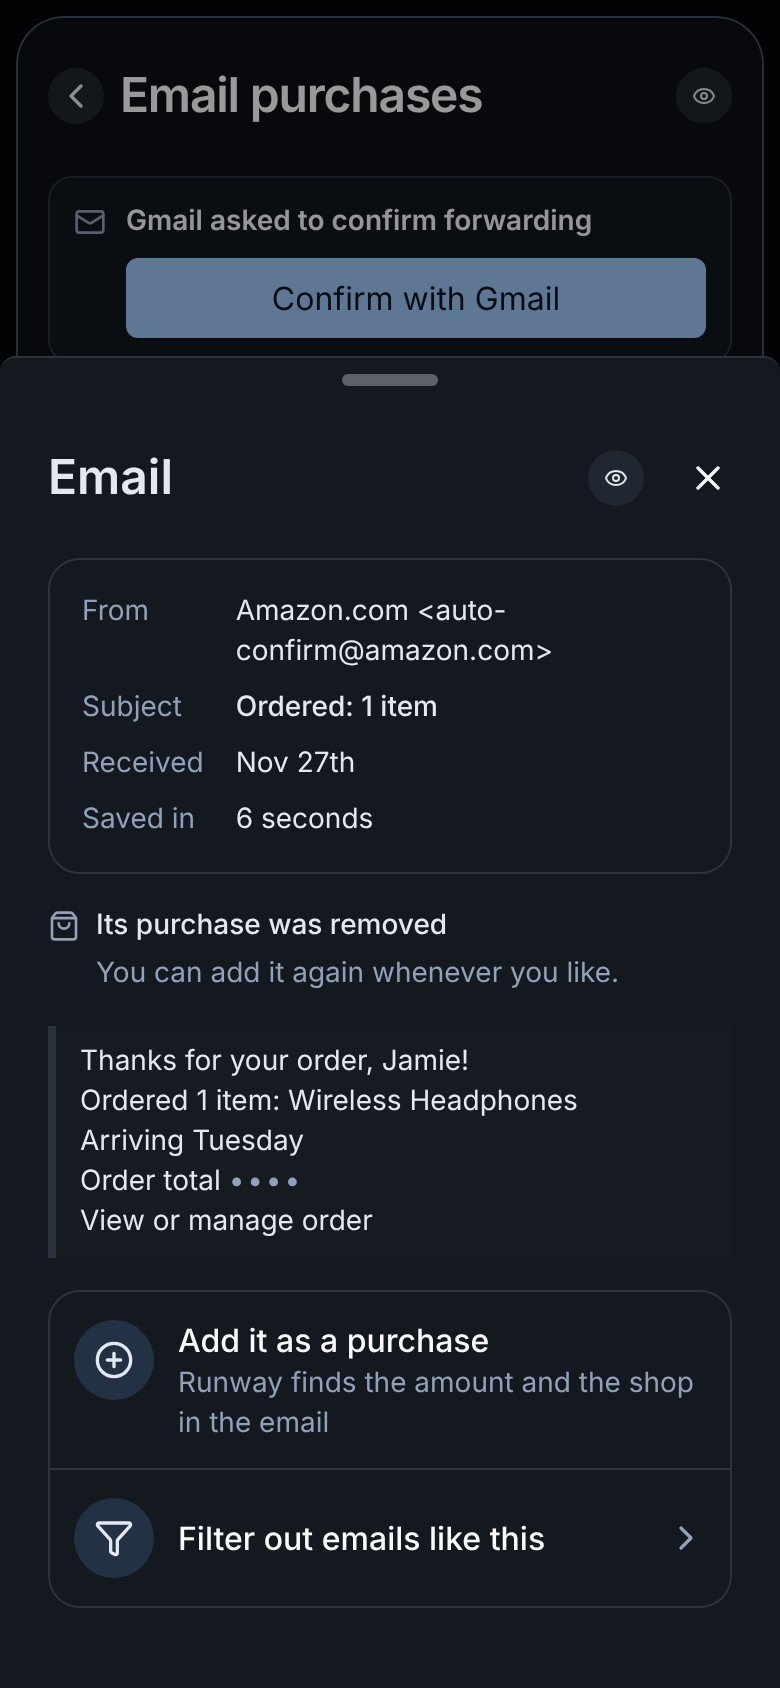 Email purchases
Gmail asked to confirm forwarding
Confirm with Gmail
Email
From
Amazon.com <auto-
confirm@amazon.com>
Subject
Ordered: 1 item
Received
Nov 27th
Saved in
6 seconds
Its purchase was removed
You can add it again whenever you like.
Thanks for your order, Jamie!
Ordered 1 item: Wireless Headphones
Arriving Tuesday
Order total ••••
View or manage order
Add it as a purchase
Runway finds the amount and the shop
in the email
Filter out emails like this